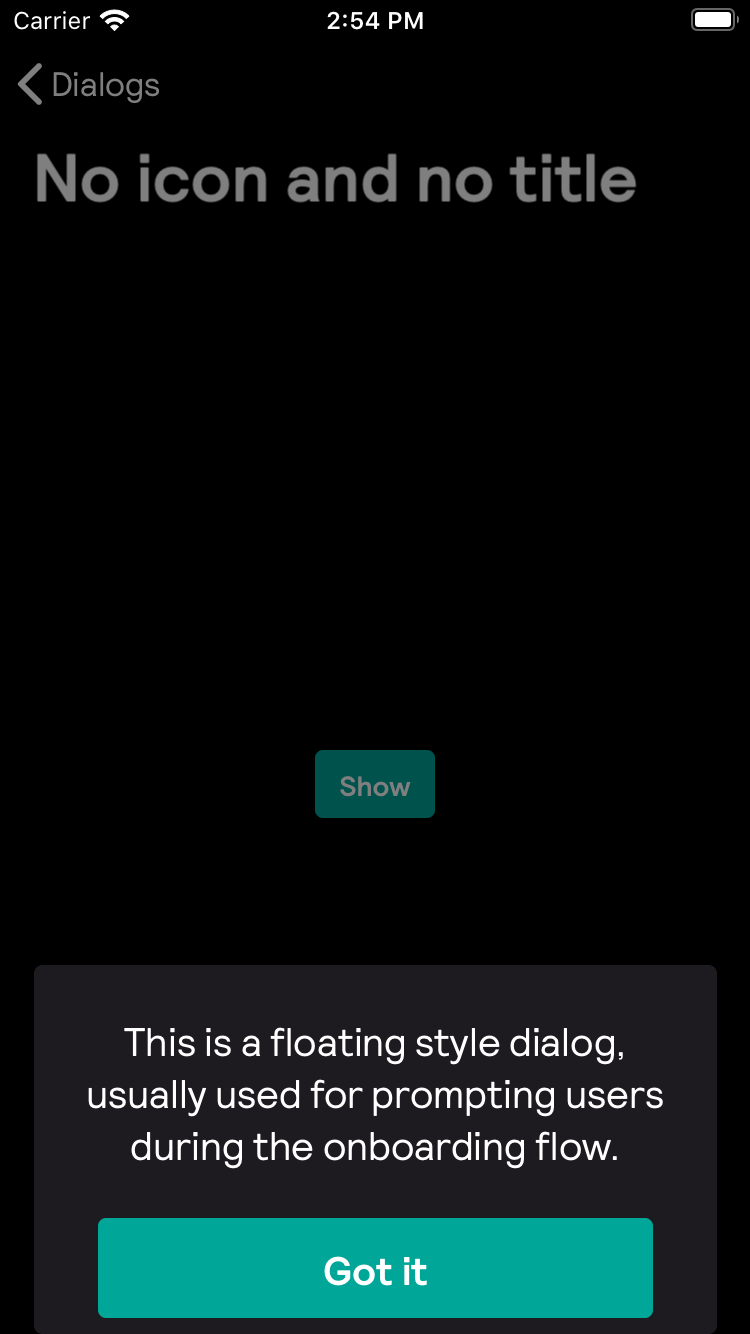 Carrier 2:54 PM
Dialogs
No icon and no title
Show
This is a floating style dialog,
usually used for prompting users
during the onboarding flow.
Got it